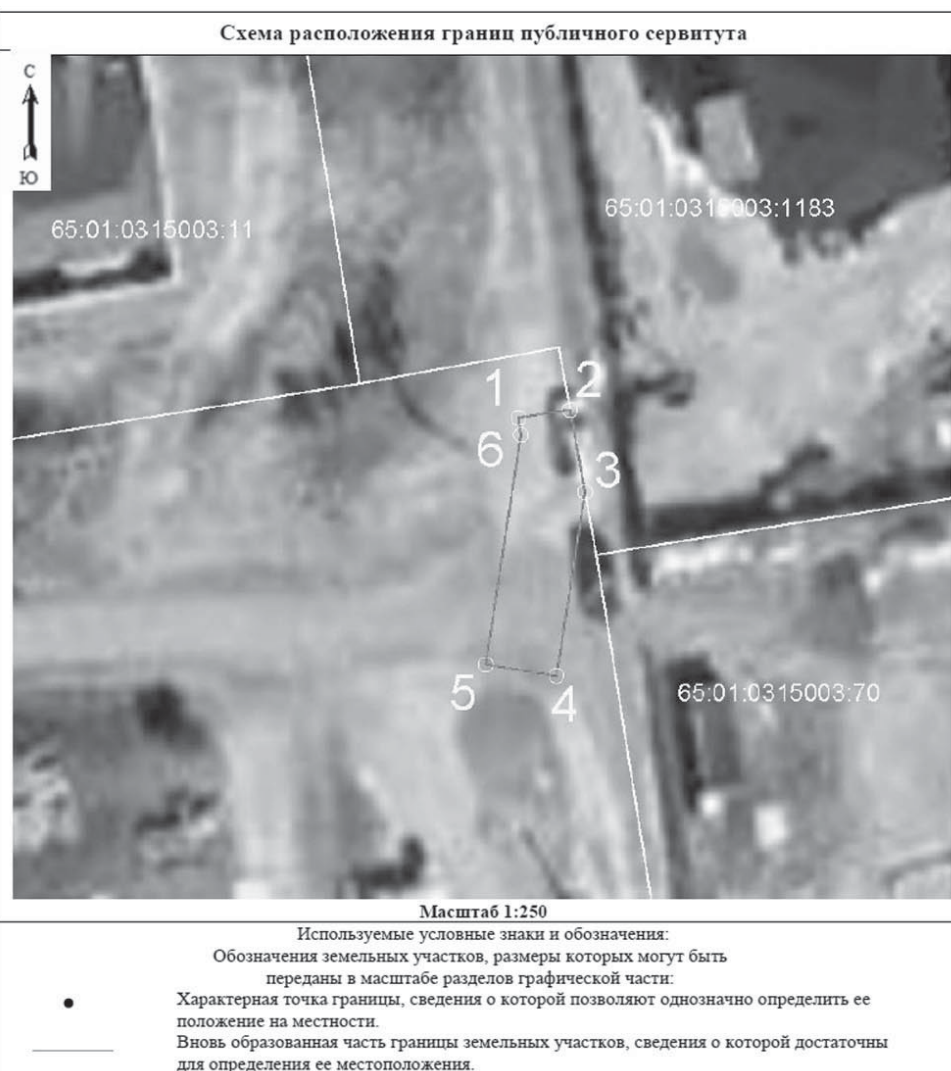 Схема расположения границ публичного сервитута
С
Ю
65:01:0315003:11
65:01:0315003:1183
1
2
6
3
5
4
65:01:0315003:70
Масштаб 1:250
Используемые условные знаки и обозначения:
Обозначения земельных участков, размеры которых могут быть
переданы в масштабе разделов графической части:
Характерная точка границы, сведения о которой позволяют однозначно определить ее
положение на местности.
Вновь образованная часть границы земельных участков, сведения о которой достаточны
для определения ее местоположения.